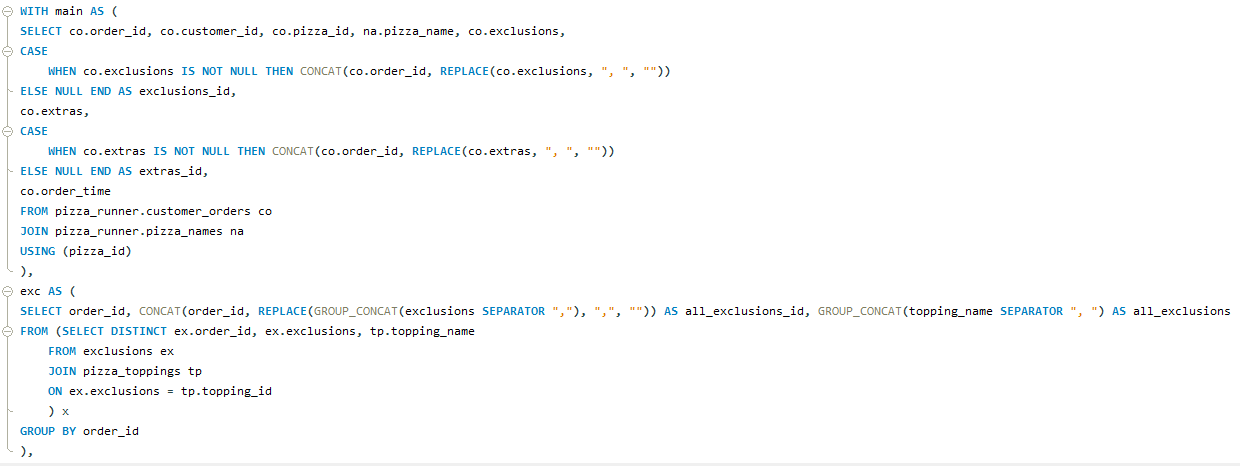 WITH main AS (
SELECT co.order_id, co.customer_id, co.pizza_id, na.pizza_name, co.exclusions,
CASE
WHEN co.exclusions IS NOT NULL THEN CONCAT(co.order_id, REPLACE(co.exclusions, ", ", ""))
ELSE NULL END AS exclusions_id,
co.extras,
CASE
WHEN co.extras IS NOT NULL THEN CONCAT(co.order_id, REPLACE(co.extras, ", ", ""))
ELSE NULL END AS extras_id,
co.order_time
FROM pizza_runner.customer_orders co
JOIN pizza_runner.pizza_names na
USING (pizza_id)
),
exc AS (
SELECT order_id, CONCAT(order_id, REPLACE(GROUP_CONCAT(exclusions SEPARATOR ","), ",", "")) AS all_exclusions_id, GROUP_CONCAT(topping_name SEPARATOR ", ") AS all_exclusions
FROM (SELECT DISTINCT ex.order_id, ex.exclusions, tp.topping_name
FROM exclusions ex
JOIN pizza_toppings tp
ON ex.exclusions = tp.topping_id
) x
GROUP BY order_id
),